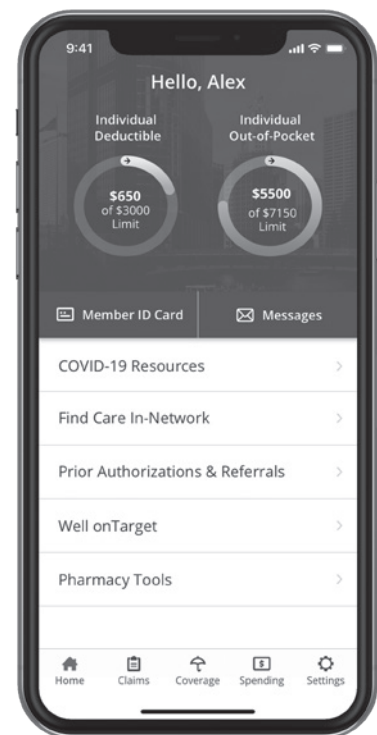 9:41
Hello, Alex
Individual
Deductible
Individual
Out-of-Pocket
$650
of $3000
Limit
$5500
of $7150
Limit
Member ID Card
Messages
COVID-19 Resources
Find Care In-Network
Prior Authorizations & Referrals
Well onTarget
Pharmacy Tools
Home
Claims
Coverage
Spending
Settings